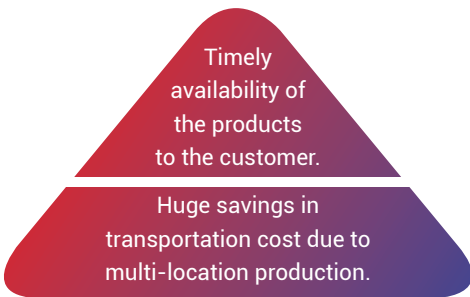 Timely
availability of
the products
to the customer.
Huge savings in
transportation cost due to
multi-location production.